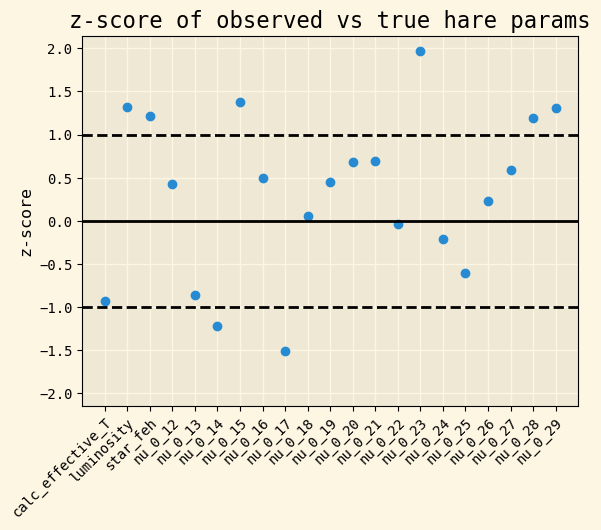 z-score of observed vs true hare params
2.0
1.5
1.0
0.5
0.0
−0.5
−1.0
−1.5
−2.0
z-score
calc_effective_T
luminosity
star_feh
nu_0_12
nu_0_13
nu_0_14
nu_0_15
nu_0_16
nu_0_17
nu_0_18
nu_0_19
nu_0_20
nu_0_21
nu_0_22
nu_0_23
nu_0_24
nu_0_25
nu_0_26
nu_0_27
nu_0_28
nu_0_29